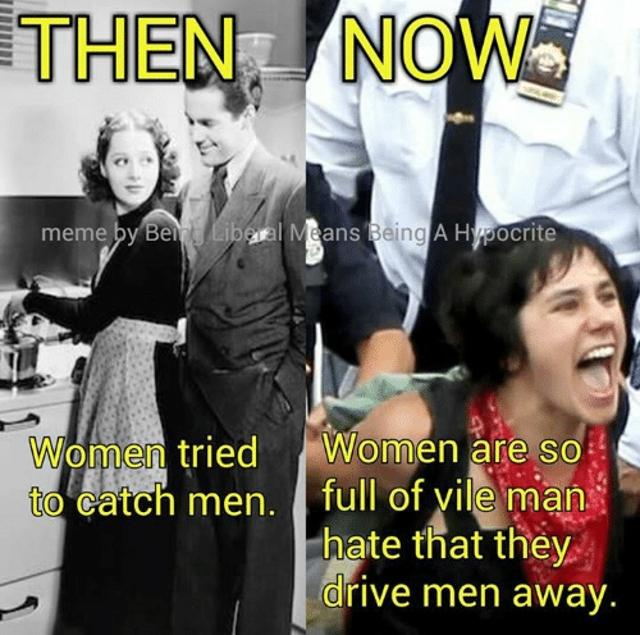 THEN
NOW
meme by Being Liberal Means Being A Hypocrite
Women tried
to catch men.
Women are so
full of vile man
hate that they
drive men away.